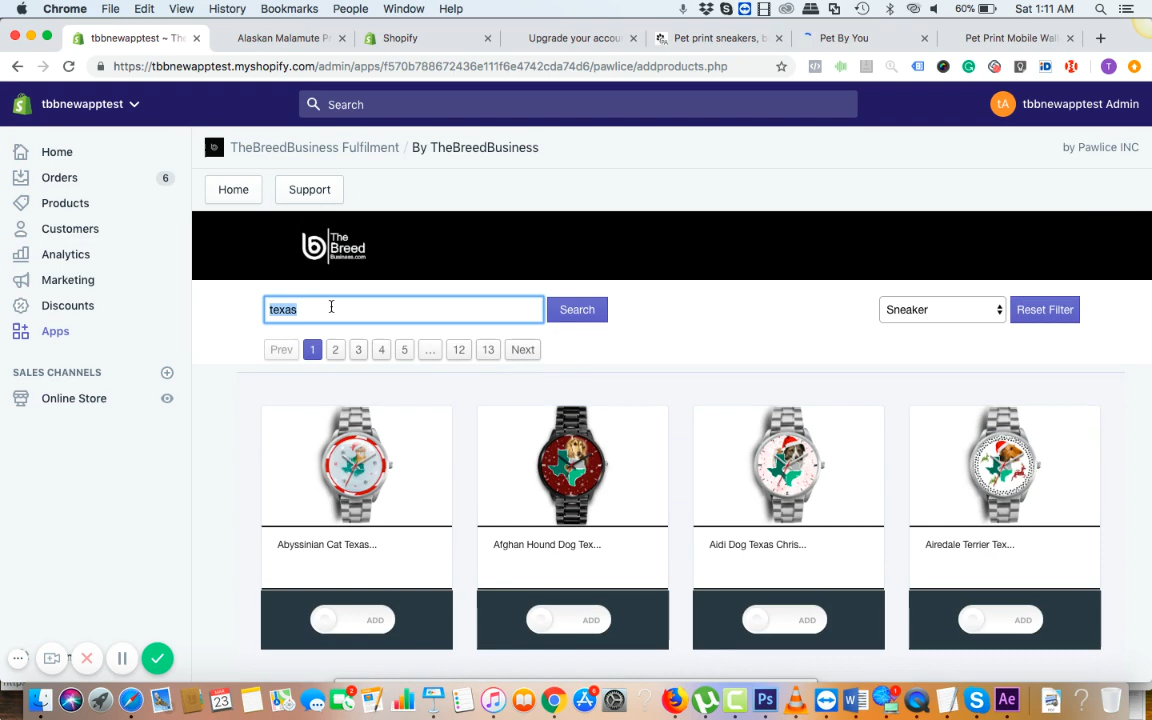 Chrome File Edit View History Bookmarks People Window Help 60% Sat 1:11 AM
tbbnewapptest ~ The Alaskan Malamute P Shopify Upgrade your accou Pet print sneakers, b Pet By You Pet Print Mobile Wal
https://tbbnewapptest.myshopify.com/admin/apps/f570b788672436e111f6e4742cda74d6/pawlice/addproducts.php
tbbnewapptest Search tA tbbnewapptest Admin
Home
Orders 6
Products
Customers
Analytics
Marketing
Discounts
Apps
SALES CHANNELS
Online Store
TheBreedBusiness Fulfilment / By TheBreedBusiness by Pawlice INC
Home Support
b The Breed Business.com
texas Search Sneaker Reset Filter
Prev 1 2 3 4 5 ... 12 13 Next
Abyssinian Cat Texas... Afghan Hound Dog Tex... Aidi Dog Texas Chris... Airedale Terrier Tex...
ADD ADD ADD ADD